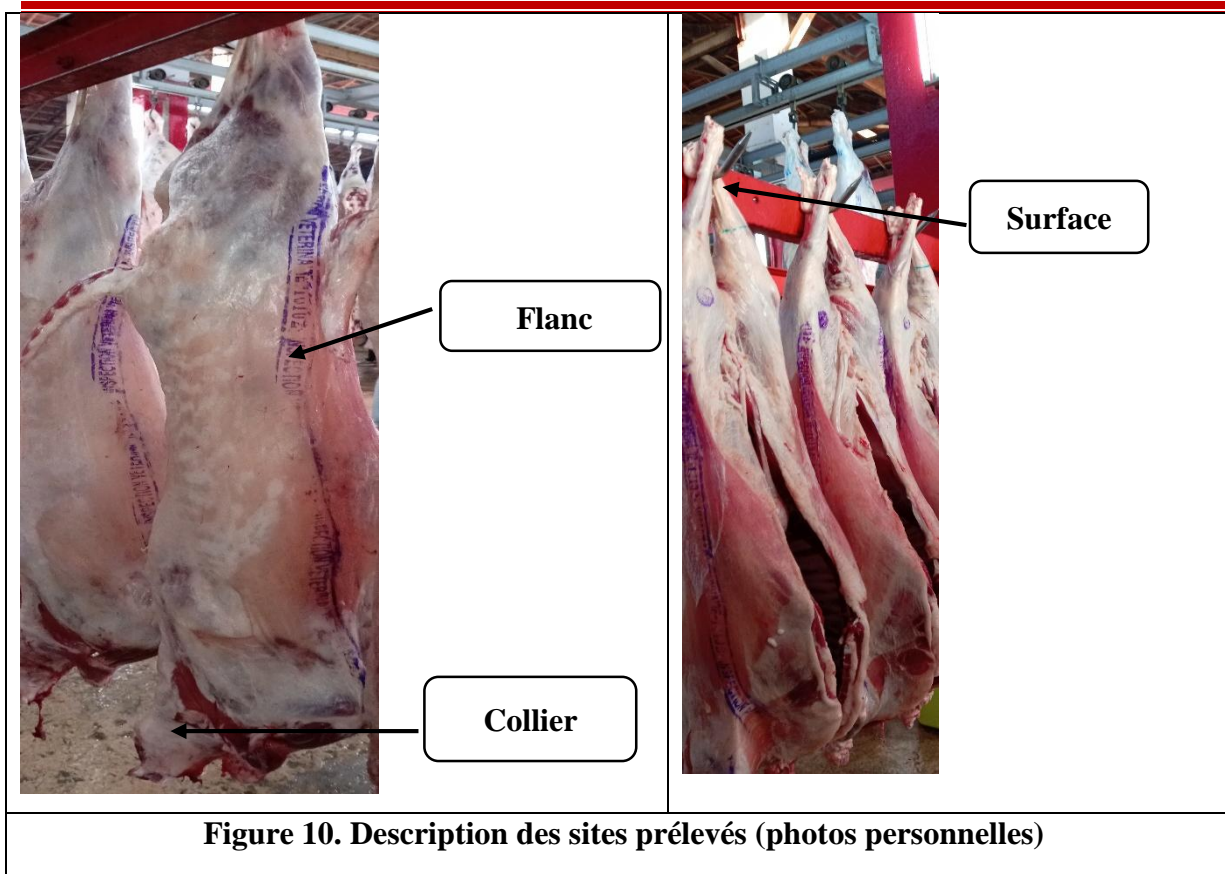 Flanc
Collier
Surface
Figure 10. Description des sites prélevés (photos personnelles)